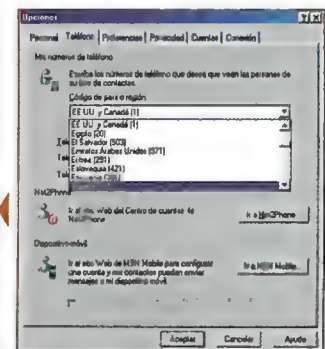 Opciones
Personal Teléfono Preferencias Privacidad Cuentas Conexión
Mis números de teléfono
Escriba los números de teléfono que desea que vean las personas de
su lista de contactos.
Código de país o región:
EE UU. y Canadá (1)
EE UU. y Canadá (1)
Egipto (20)
El Salvador (503)
Emiratos Árabes Unidos (971)
Eritrea (291)
Eslovaquia (421)
Net2Phone
Ir al sitio Web del Centro de cuentas de
Net2Phone
Ir a Net2Phone
Dispositivo móvil
Ir al sitio Web de MSN Mobile para configurar
una cuenta y mis contactos puedan enviar
mensajes a mi dispositivo móvil.
Ir a MSN Mobile...
Aceptar Cancelar Ayuda